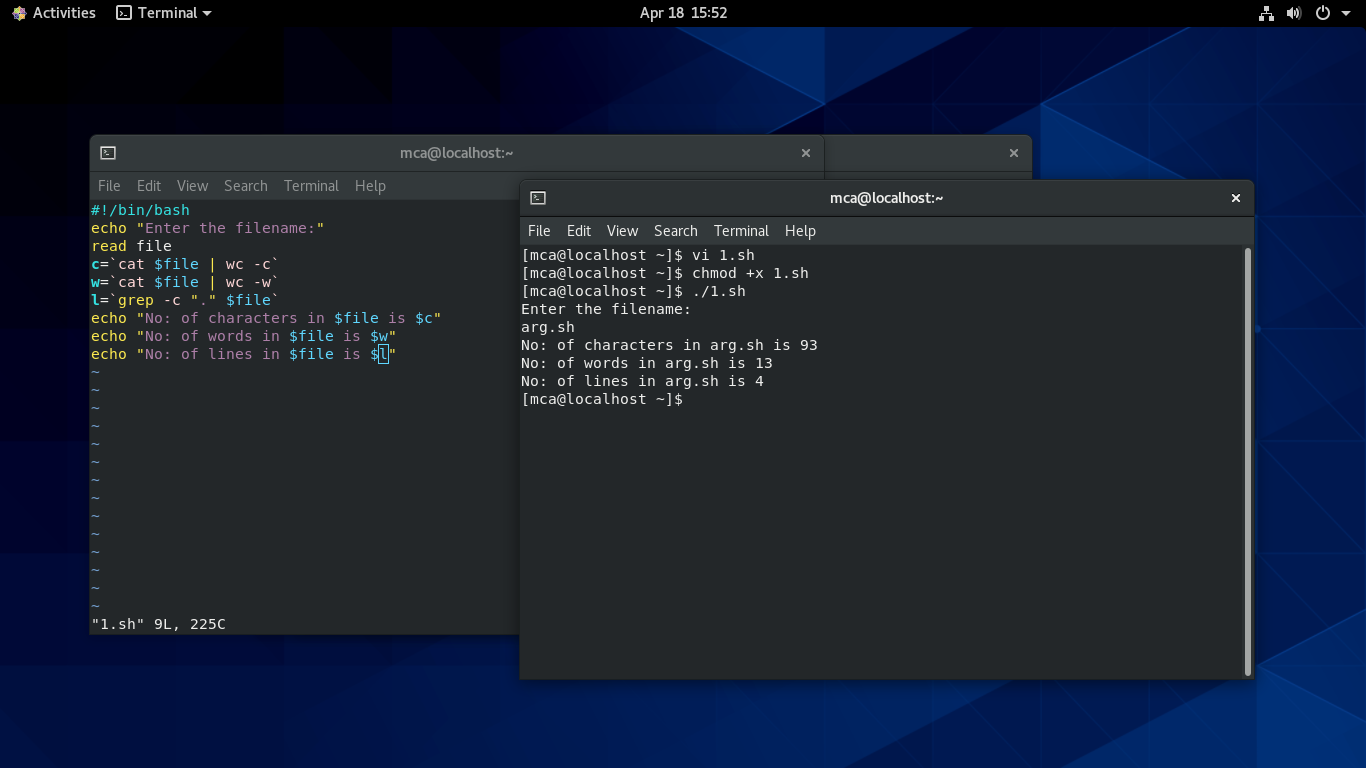 Activities Terminal Apr 18 15:52
mca@localhost:~
File Edit View Search Terminal Help
#!/bin/bash
echo "Enter the filename:"
read file
c=`cat $file | wc -c`
w=`cat $file | wc -w`
l=`grep -c "." $file`
echo "No: of characters in $file is $c"
echo "No: of words in $file is $w"
echo "No: of lines in $file is $l"
~
~
~
~
~
~
~
~
~
~
~
~
~
~
"1.sh" 9L, 225C
mca@localhost:~
File Edit View Search Terminal Help
[mca@localhost ~]$ vi 1.sh
[mca@localhost ~]$ chmod +x 1.sh
[mca@localhost ~]$ ./1.sh
Enter the filename:
arg.sh
No: of characters in arg.sh is 93
No: of words in arg.sh is 13
No: of lines in arg.sh is 4
[mca@localhost ~]$